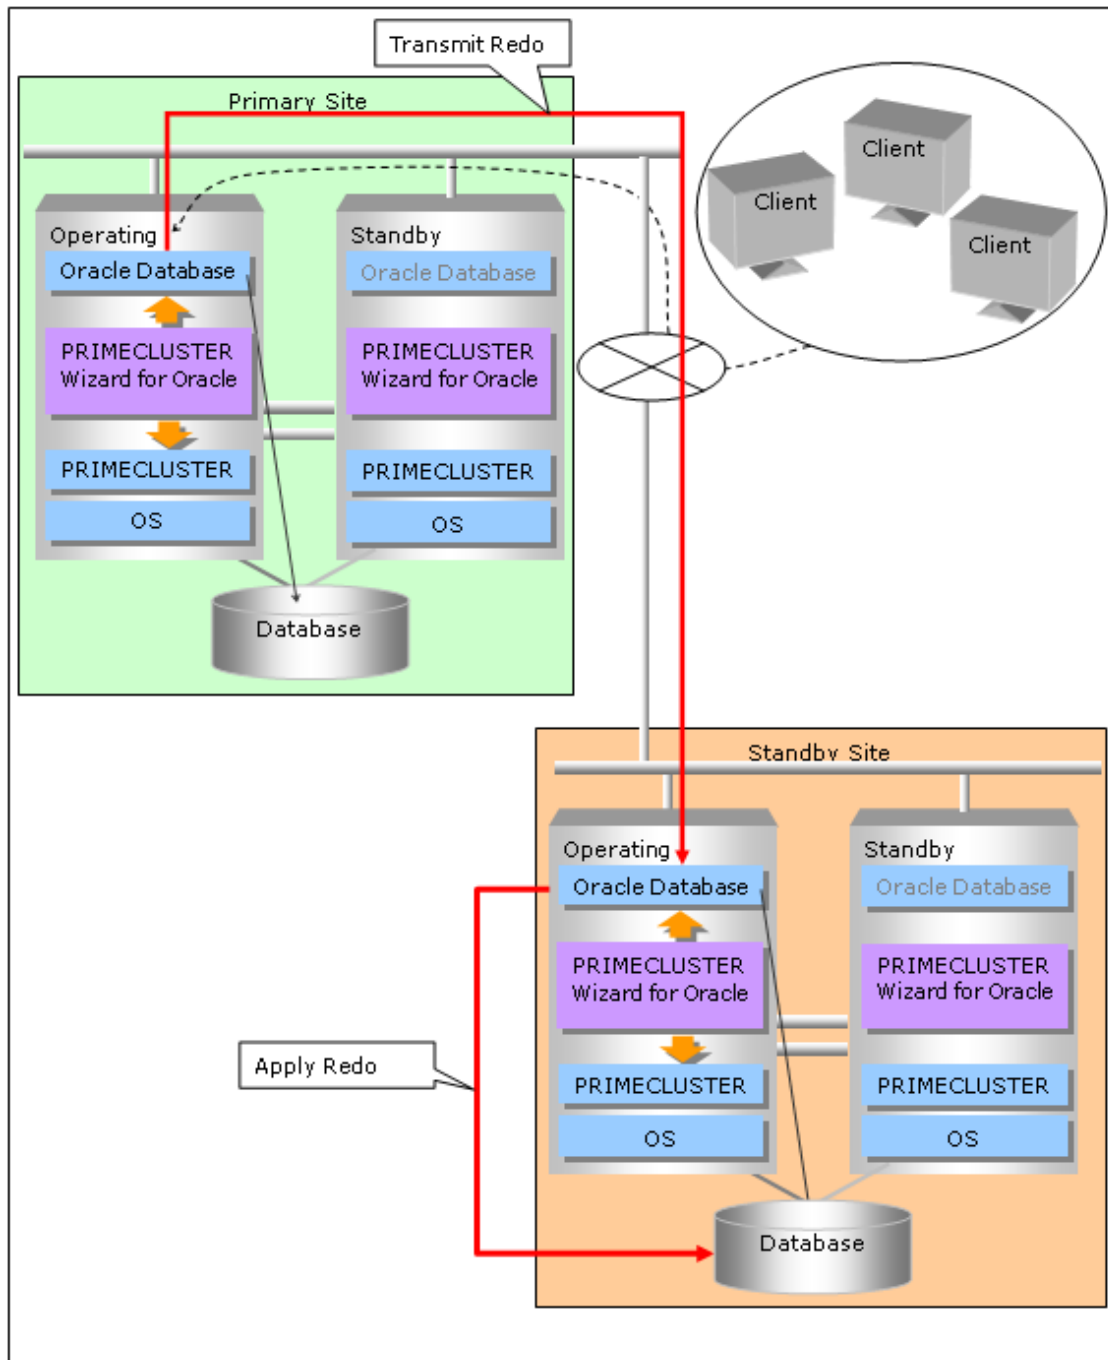 Transmit Redo
Primary Site
Client
Client
Client
Operating
Oracle Database
PRIMECLUSTER
Wizard for Oracle
PRIMECLUSTER
OS
Standby
Oracle Database
PRIMECLUSTER
Wizard for Oracle
PRIMECLUSTER
OS
Database
Standby Site
Operating
Oracle Database
PRIMECLUSTER
Wizard for Oracle
PRIMECLUSTER
OS
Standby
Oracle Database
PRIMECLUSTER
Wizard for Oracle
PRIMECLUSTER
OS
Apply Redo
Database